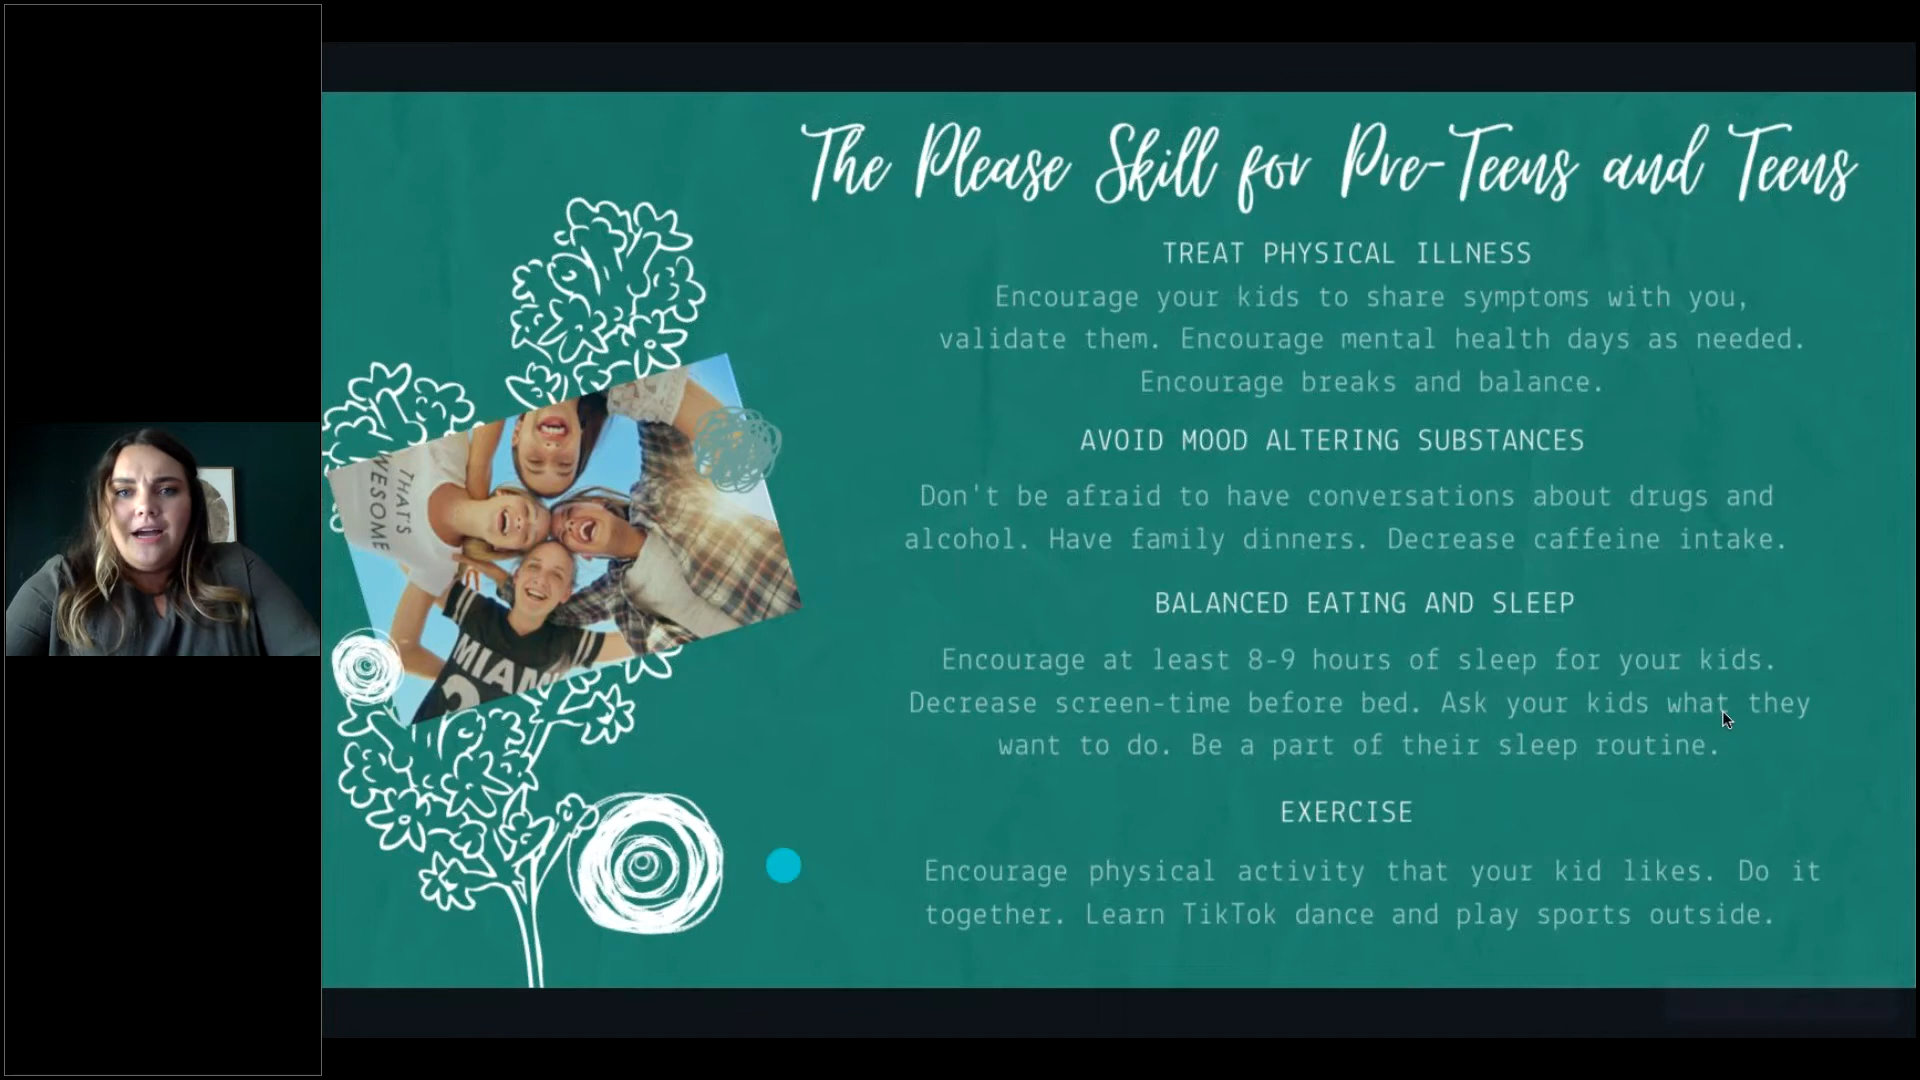 The Please Skill for Pre-Teens and Teens
TREAT PHYSICAL ILLNESS
Encourage your kids to share symptoms with you,
validate them. Encourage mental health days as needed.
Encourage breaks and balance.
AVOID MOOD ALTERING SUBSTANCES
Don't be afraid to have conversations about drugs and
alcohol. Have family dinners. Decrease caffeine intake.
BALANCED EATING AND SLEEP
Encourage at least 8-9 hours of sleep for your kids.
Decrease screen-time before bed. Ask your kids what they
want to do. Be a part of their sleep routine.
EXERCISE
Encourage physical activity that your kid likes. Do it
together. Learn TikTok dance and play sports outside.
THAT'S
WESOME
MIAM